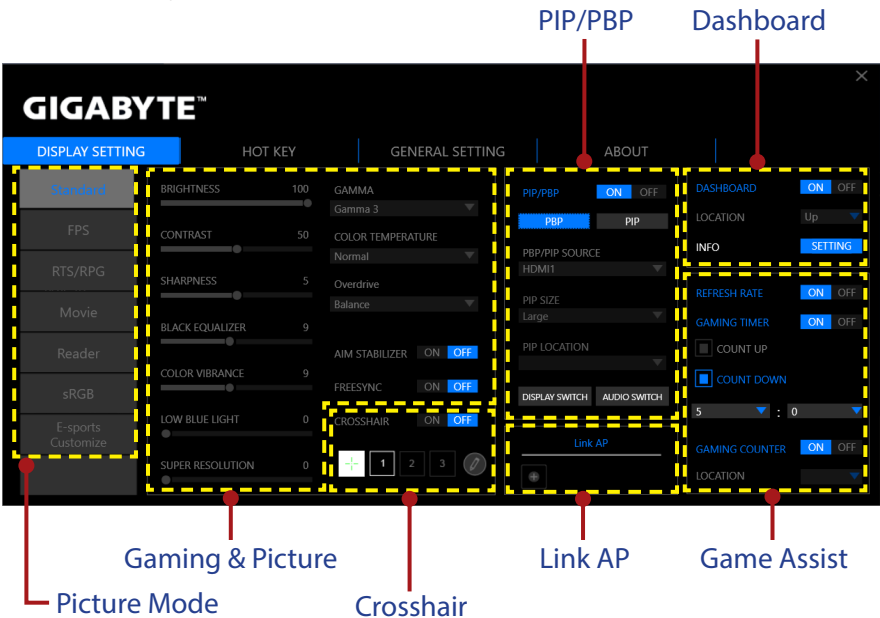 PIP/PBP
Dashboard
GIGABYTE™
DISPLAY SETTING
HOT KEY
GENERAL SETTING
ABOUT
Standard
FPS
RTS/RPG
Movie
Reader
sRGB
E-sports
Customize
BRIGHTNESS 100
CONTRAST 50
SHARPNESS 5
BLACK EQUALIZER 9
COLOR VIBRANCE 9
LOW BLUE LIGHT 0
SUPER RESOLUTION 0
GAMMA
Gamma 3
COLOR TEMPERATURE
Normal
Overdrive
Balance
AIM STABILIZER ON OFF
FREESYNC ON OFF
CROSSHAIR ON OFF
1 2 3
PIP/PBP ON OFF
PBP PIP
PBP/PIP SOURCE
HDMI1
PIP SIZE
Large
PIP LOCATION
DISPLAY SWITCH AUDIO SWITCH
Link AP
DASHBOARD ON OFF
LOCATION Up
INFO SETTING
REFRESH RATE ON OFF
GAMING TIMER ON OFF
COUNT UP
COUNT DOWN
5 : 0
GAMING COUNTER ON OFF
LOCATION
Gaming & Picture
Link AP
Game Assist
Picture Mode
Crosshair